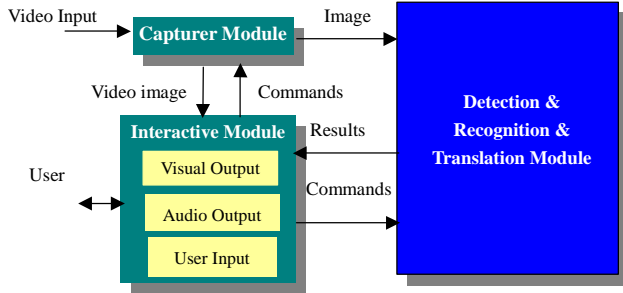 Video Input
Capturer Module
Image
Video image
Commands
Detection &
Recognition &
Translation Module
Interactive Module
Results
Visual Output
User
Commands
Audio Output
User Input